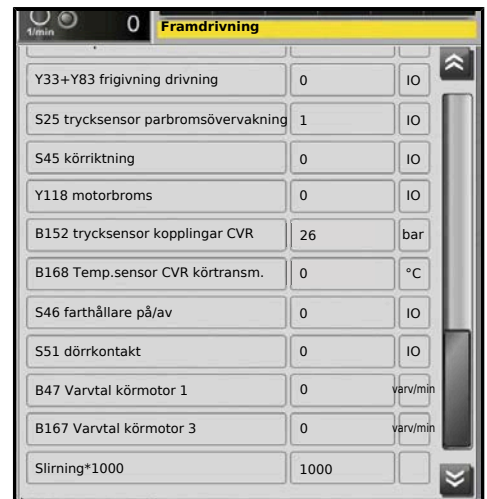 1/min 0 Framdrivning
Y33+Y83 frigivning drivning 0 IO
S25 trycksensor parbromsövervakning 1 IO
S45 körriktning 0 IO
Y118 motorbroms 0 IO
B152 trycksensor kopplingar CVR 26 bar
B168 Temp.sensor CVR körtransm. 0 °C
S46 farthållare på/av 0 IO
S51 dörrkontakt 0 IO
B47 Varvtal körmotor 1 0 varv/min
B167 Varvtal körmotor 3 0 varv/min
Slirning*1000 1000